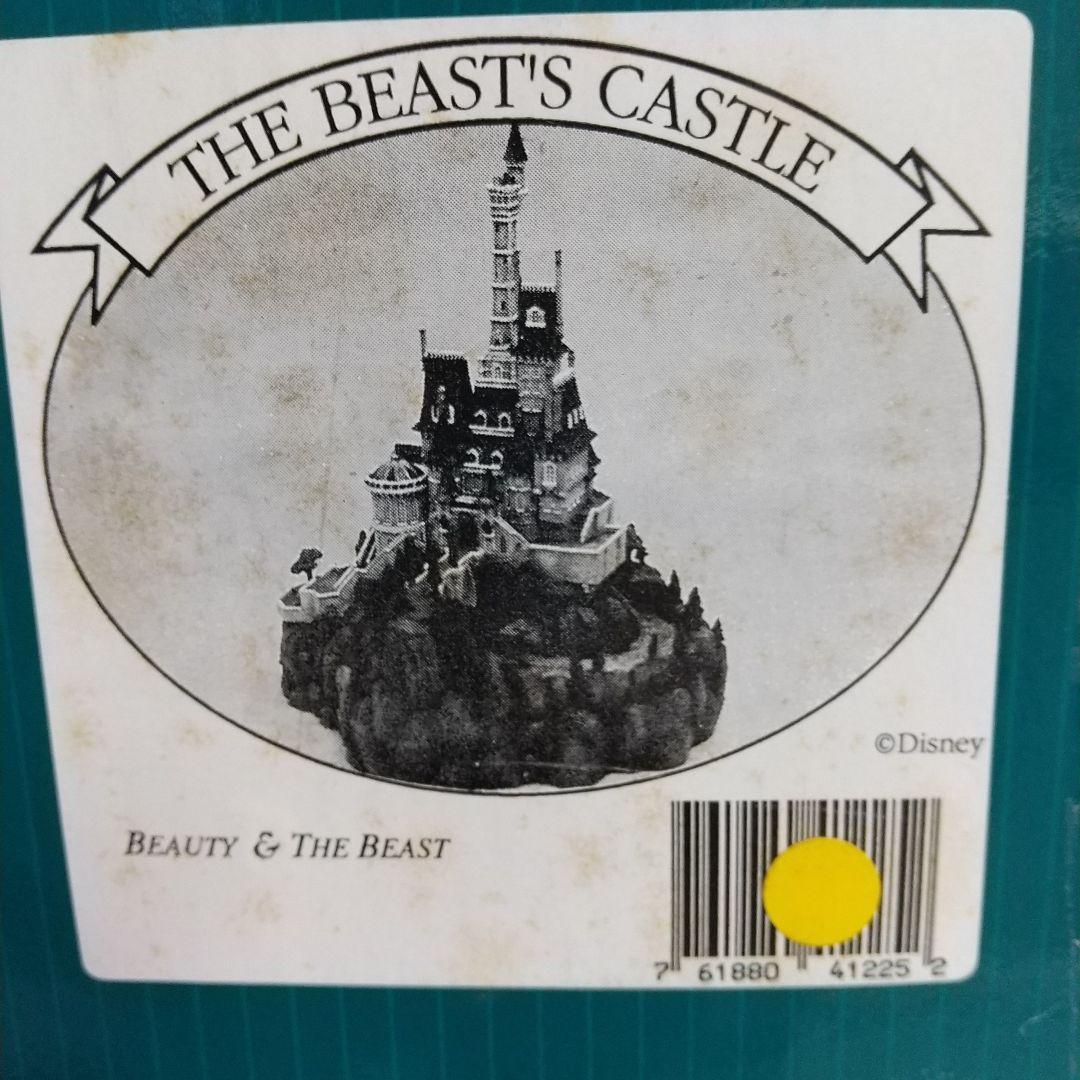 THE BEAST'S CASTLE
©Disney
BEAUTY & THE BEAST
7 61880 41225 2